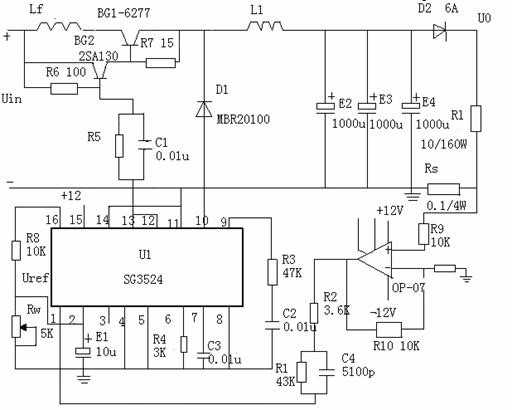 Lf
BG1-6277
L1
D2 6A
U0
+
BG2
R7 15
2SA130
R6 100
Uin
D1
MBR20100
+
E2
1000u
+
E3
1000u
+
E4
1000u
Rl
10/160W
R5
C1
0.01u
Rs
0.1/4W
-
+12
16
15
14
13
12
11
10
9
U1
SG3524
R8
10K
Uref
Rw
5K
1
2
3
4
5
6
7
8
+
E1
10u
R4
3K
C3
0.01u
R3
47K
C2
0.01u
R2
3.6K
R1
43K
C4
5100p
+12V
+
-
R9
10K
OP-07
-12V
R10 10K